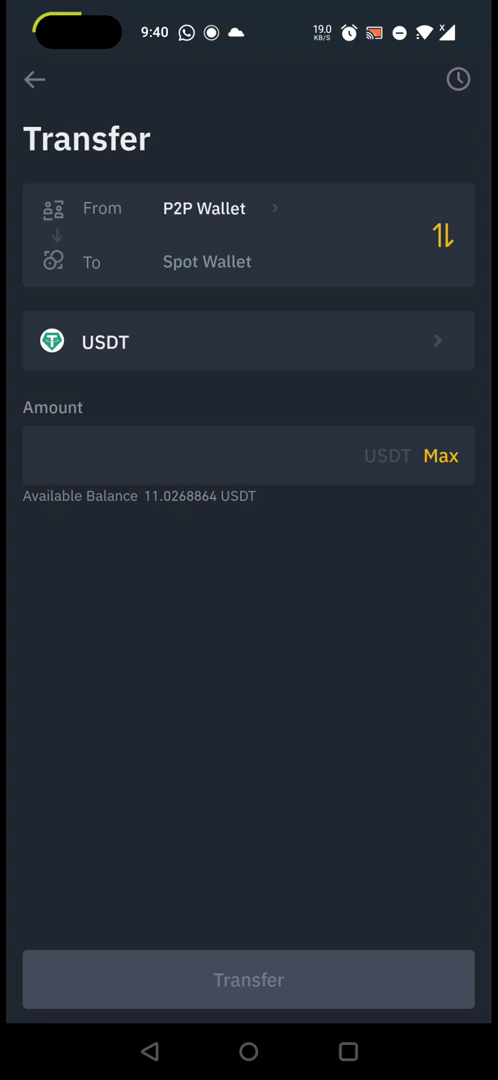 9:40 19.0 KB/S
Transfer
From P2P Wallet
To Spot Wallet
USDT
Amount
USDT Max
Available Balance 11.0268864 USDT
Transfer